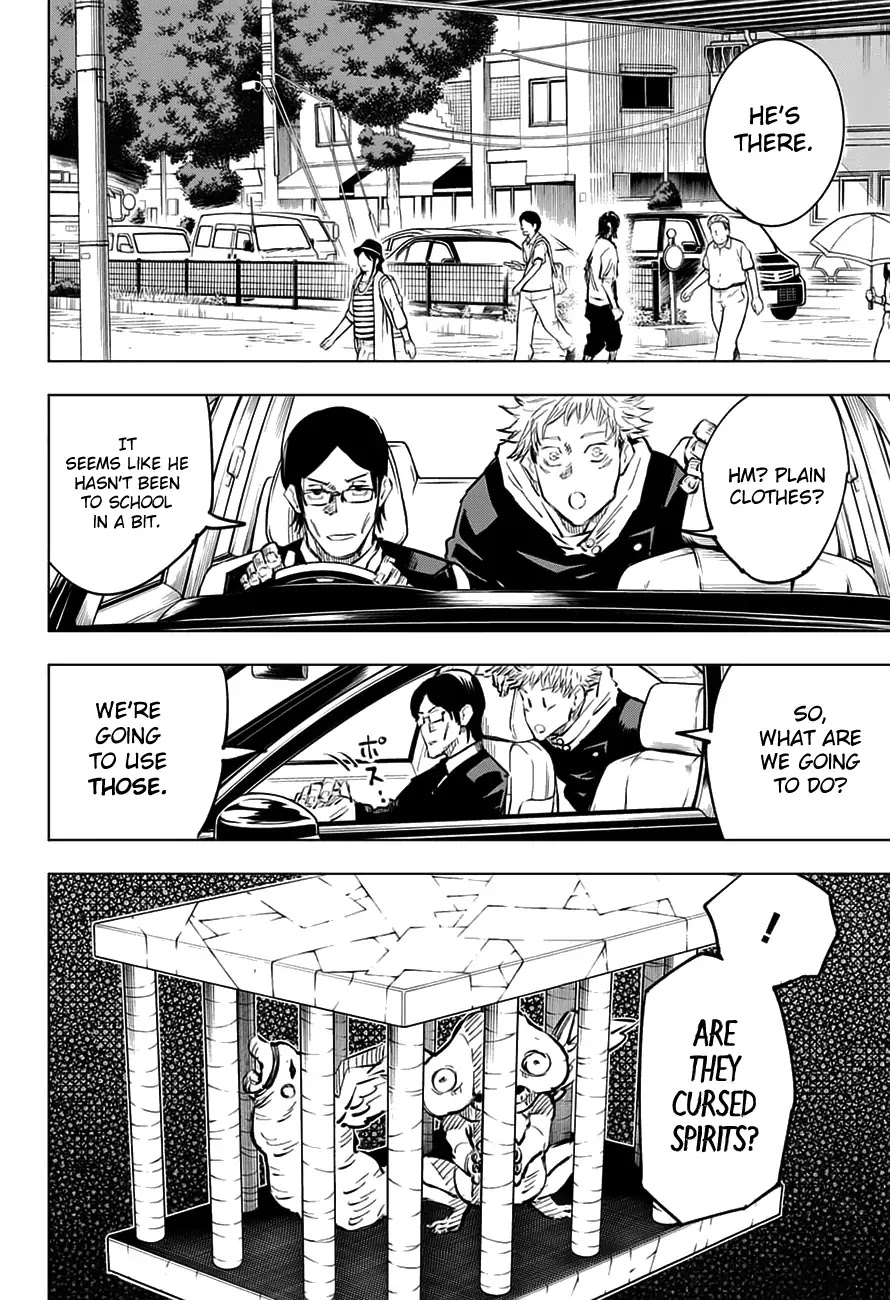 HE'S
THERE.
HM? PLAIN
CLOTHES?
IT
SEEMS LIKE HE
HASN'T BEEN
TO SCHOOL
IN A BIT.
SO,
WHAT ARE
WE GOING
TO DO?
ポス…
WE'RE
GOING
TO USE
THOSE.
!
ARE
THEY
CURSED
SPIRITS?